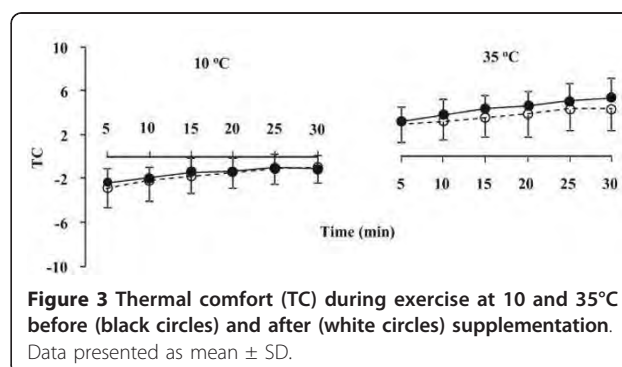 10
6
2
-2
-6
-10
TC
10 °C
35 °C
5 10 15 20 25 30
5 10 15 20 25 30
Time (min)
Figure 3 Thermal comfort (TC) during exercise at 10 and 35°C
before (black circles) and after (white circles) supplementation.
Data presented as mean ± SD.